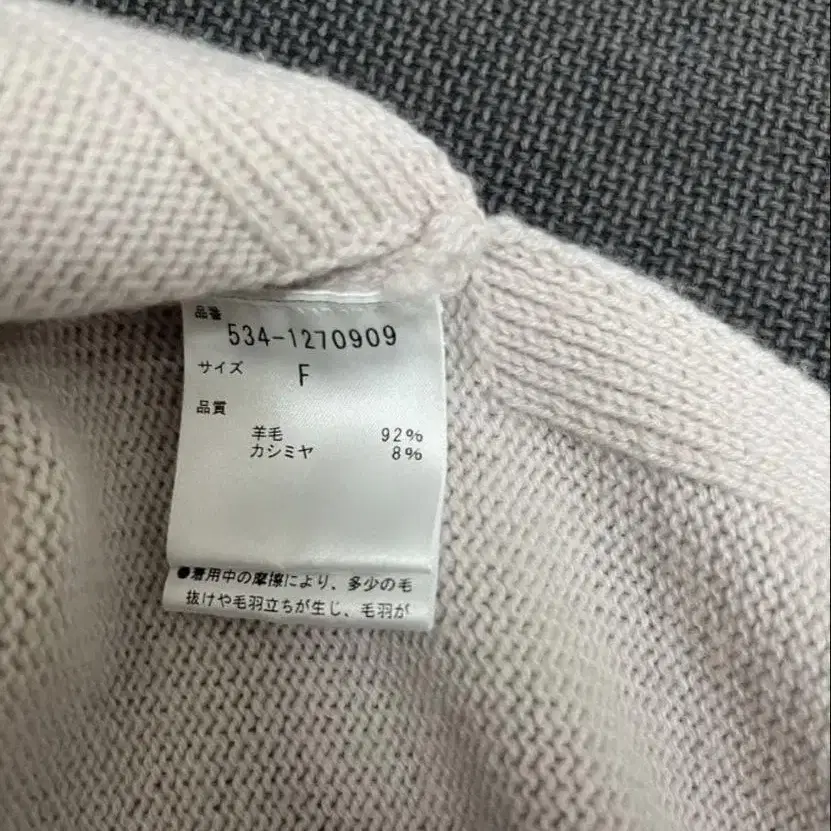 品番
534-1270909
サイズ F
品質
羊毛 92%
カシミヤ 8%
●着用中の摩擦により、多少の毛
抜けや毛羽立ちが生じ、毛羽が